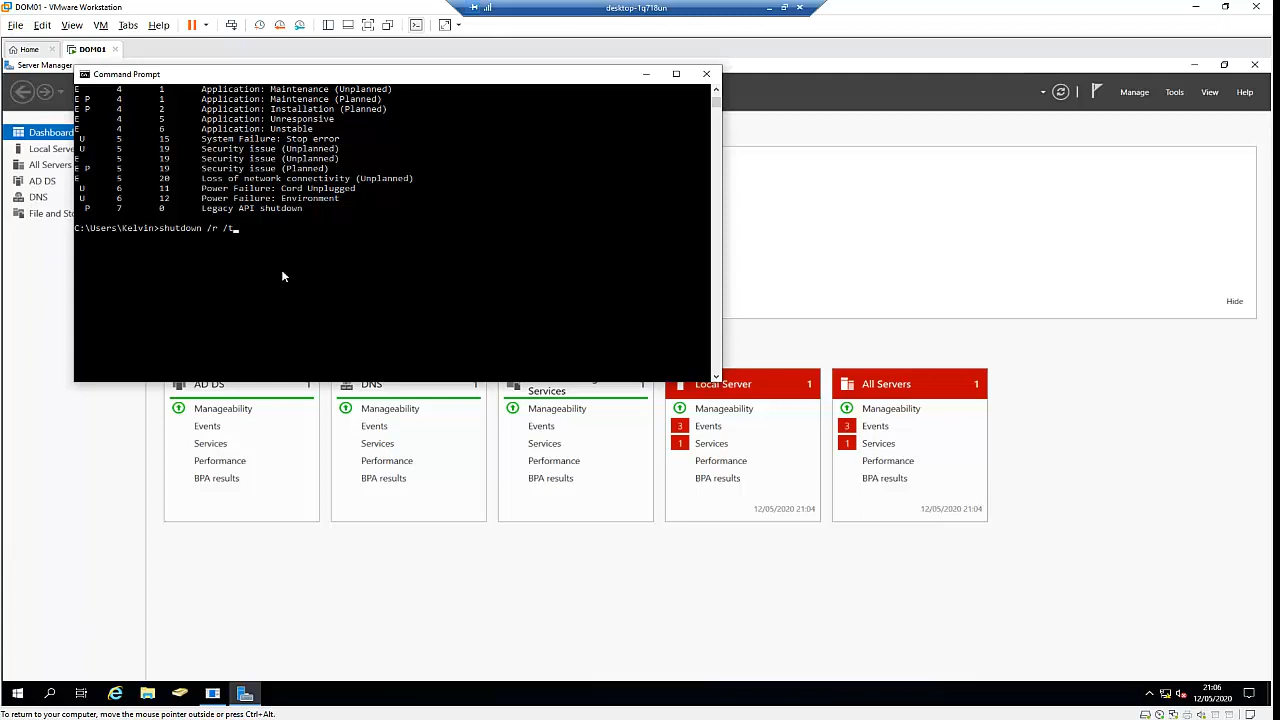 DOM01 - VMware Workstation
desktop-1q718un
File Edit View VM Tabs Help
Home
DOM01
Server Manager
Command Prompt
Manage Tools View Help
E 4 1 Application: Maintenance (Unplanned)
E P 4 1 Application: Maintenance (Planned)
E P 4 2 Application: Installation (Planned)
E 4 5 Application: Unresponsive
E 4 6 Application: Unstable
U 5 15 System Failure: Stop error
U 5 19 Security issue (Unplanned)
E 5 19 Security issue (Unplanned)
E P 5 19 Security issue (Planned)
E 5 20 Loss of network connectivity (Unplanned)
U 6 11 Power Failure: Cord Unplugged
U 6 12 Power Failure: Environment
P 7 0 Legacy API shutdown
C:\Users\Kelvin>shutdown /r /t_
Dashboard
Local Serve
All Servers
AD DS
DNS
File and Sto
Hide
AD DS 1
Manageability
Events
Services
Performance
BPA results
DNS 1
Manageability
Events
Services
Performance
BPA results
Services
Manageability
Events
Services
Performance
BPA results
Local Server 1
Manageability
3 Events
1 Services
Performance
BPA results
12/05/2020 21:04
All Servers 1
Manageability
3 Events
1 Services
Performance
BPA results
12/05/2020 21:04
21:06
12/05/2020
To return to your computer, move the mouse pointer outside or press Ctrl+Alt.